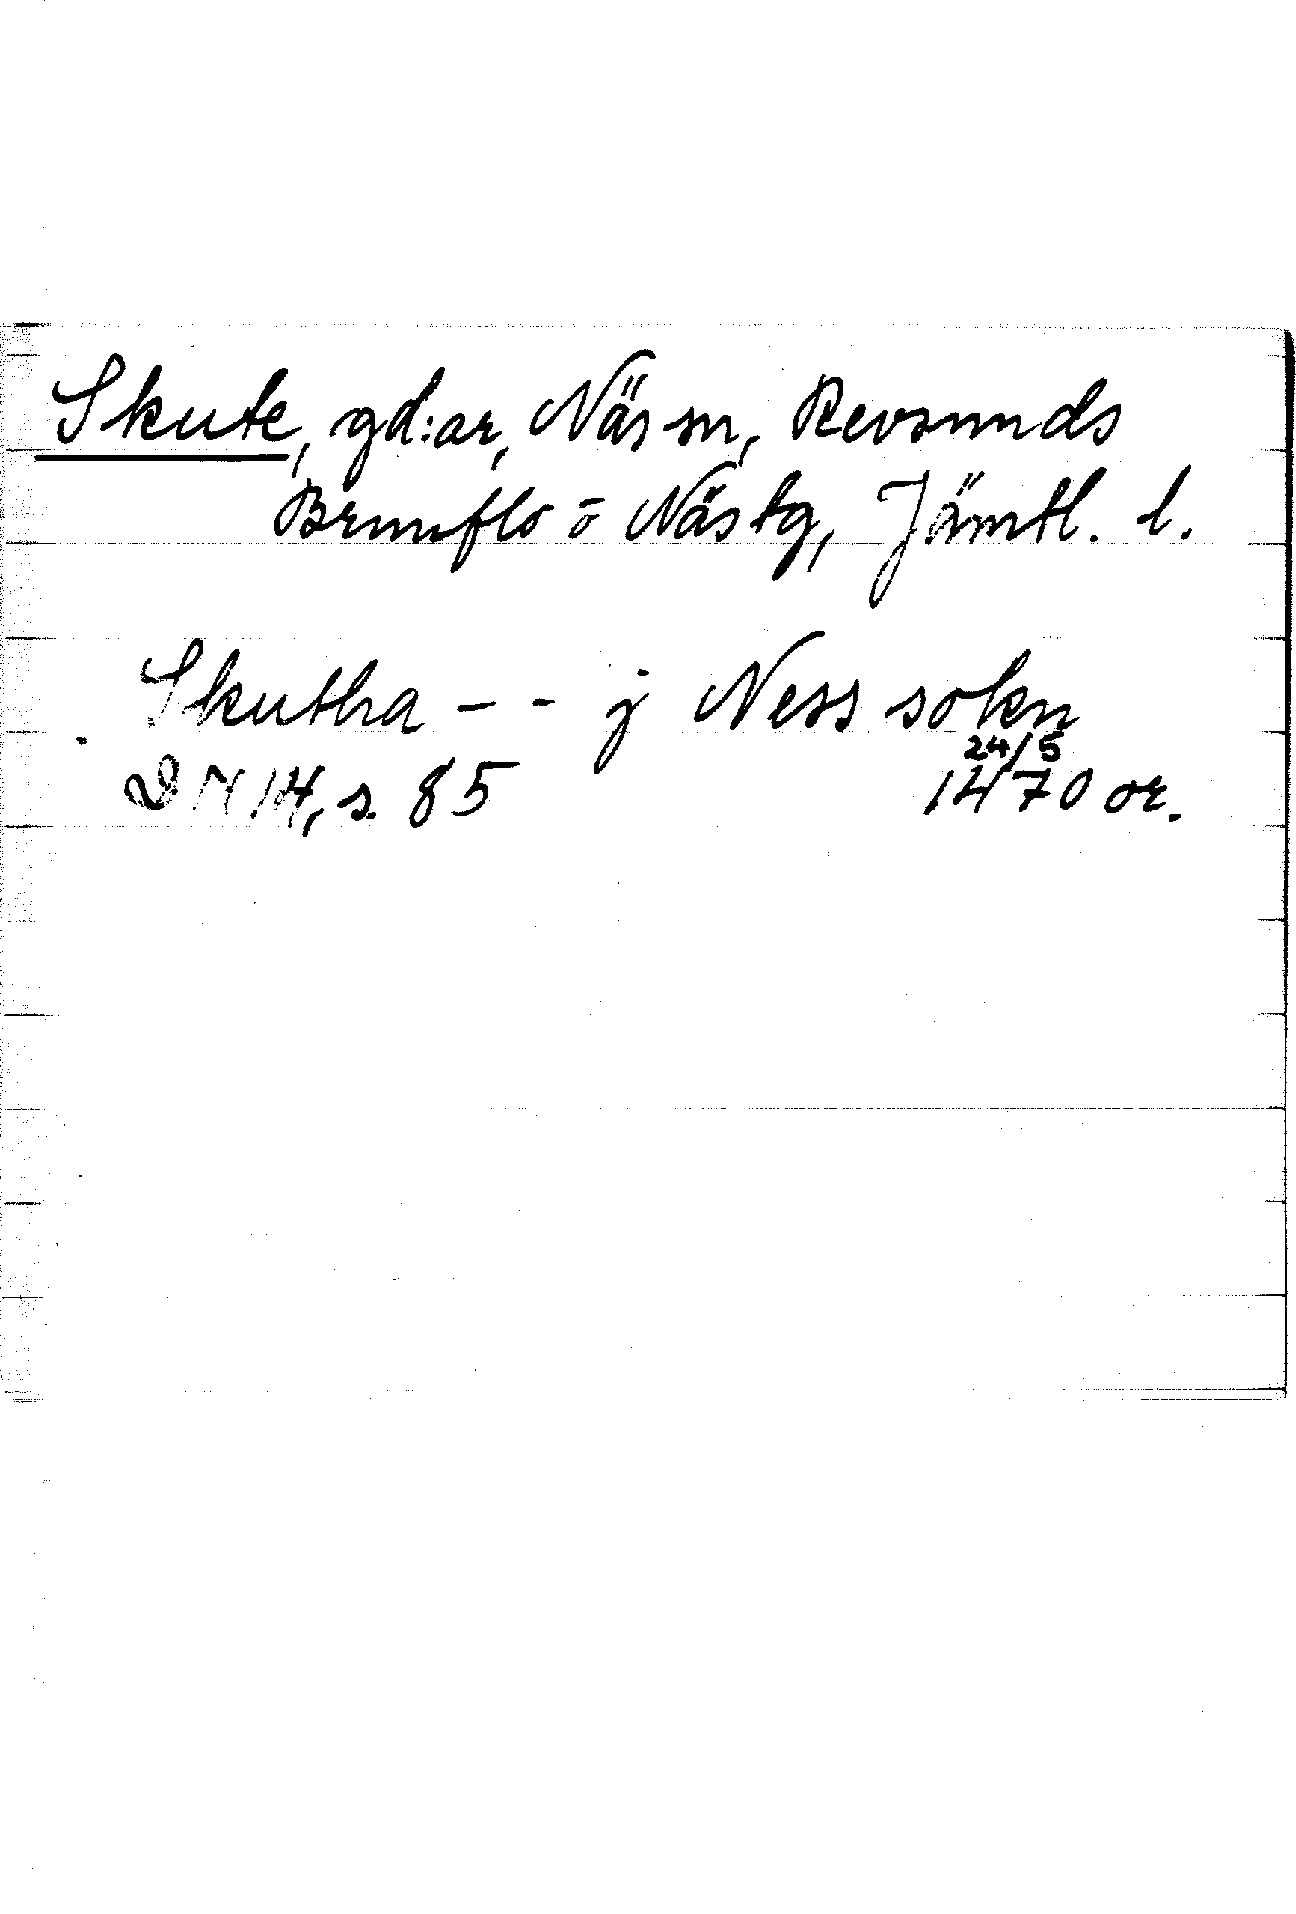 Skute, gd:ar, Näs sn, Revsunds
Brunflo o Näs tg, Jämtl. l.
Skutha - - j Ness sokn
24/5
DN 14, s. 85 1470 or.